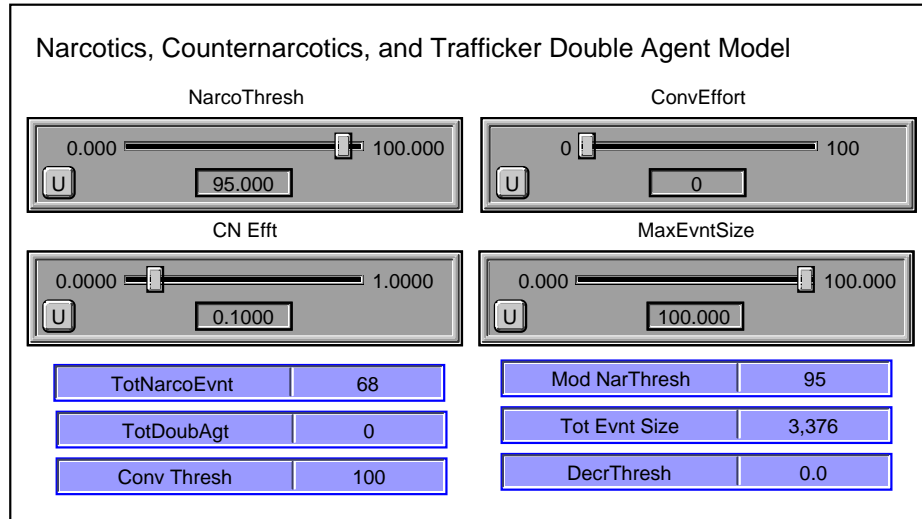 Narcotics, Counternarcotics, and Trafficker Double Agent Model
NarcoThresh
0.000 100.000
U 95.000
ConvEffort
0 100
U 0
CN Efft
0.0000 1.0000
U 0.1000
MaxEvntSize
0.000 100.000
U 100.000
TotNarcoEvnt 68
TotDoubAgt 0
Conv Thresh 100
Mod NarThresh 95
Tot Evnt Size 3,376
DecrThresh 0.0